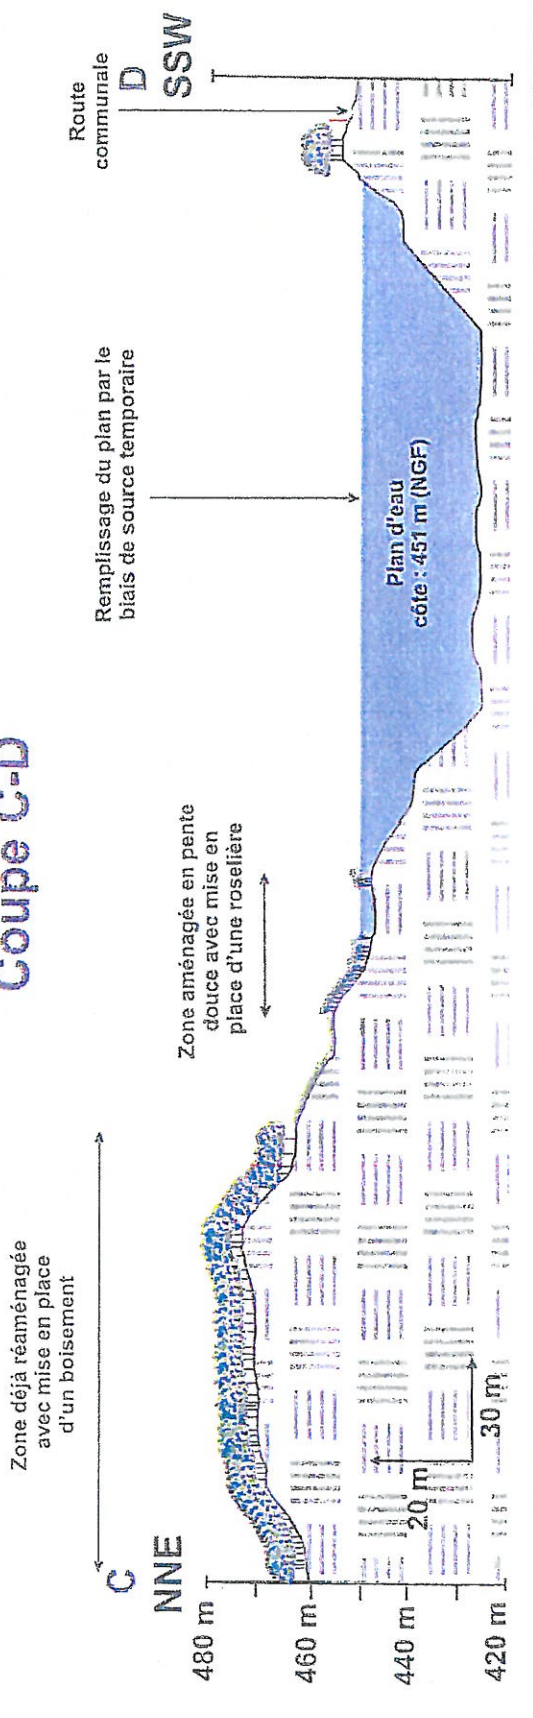 Coupe C-D
Zone déjà réaménagée
avec mise en place
d'un boisement
Zone aménagée en pente
douce avec mise en
place d'une roselière
Remplissage du plan par le
biais de source temporaire
Route
communale
C
NNE
D
SSW
480 m
460 m
440 m
420 m
20 m
30 m
Plan d'eau
côte : 451 m (NGF)